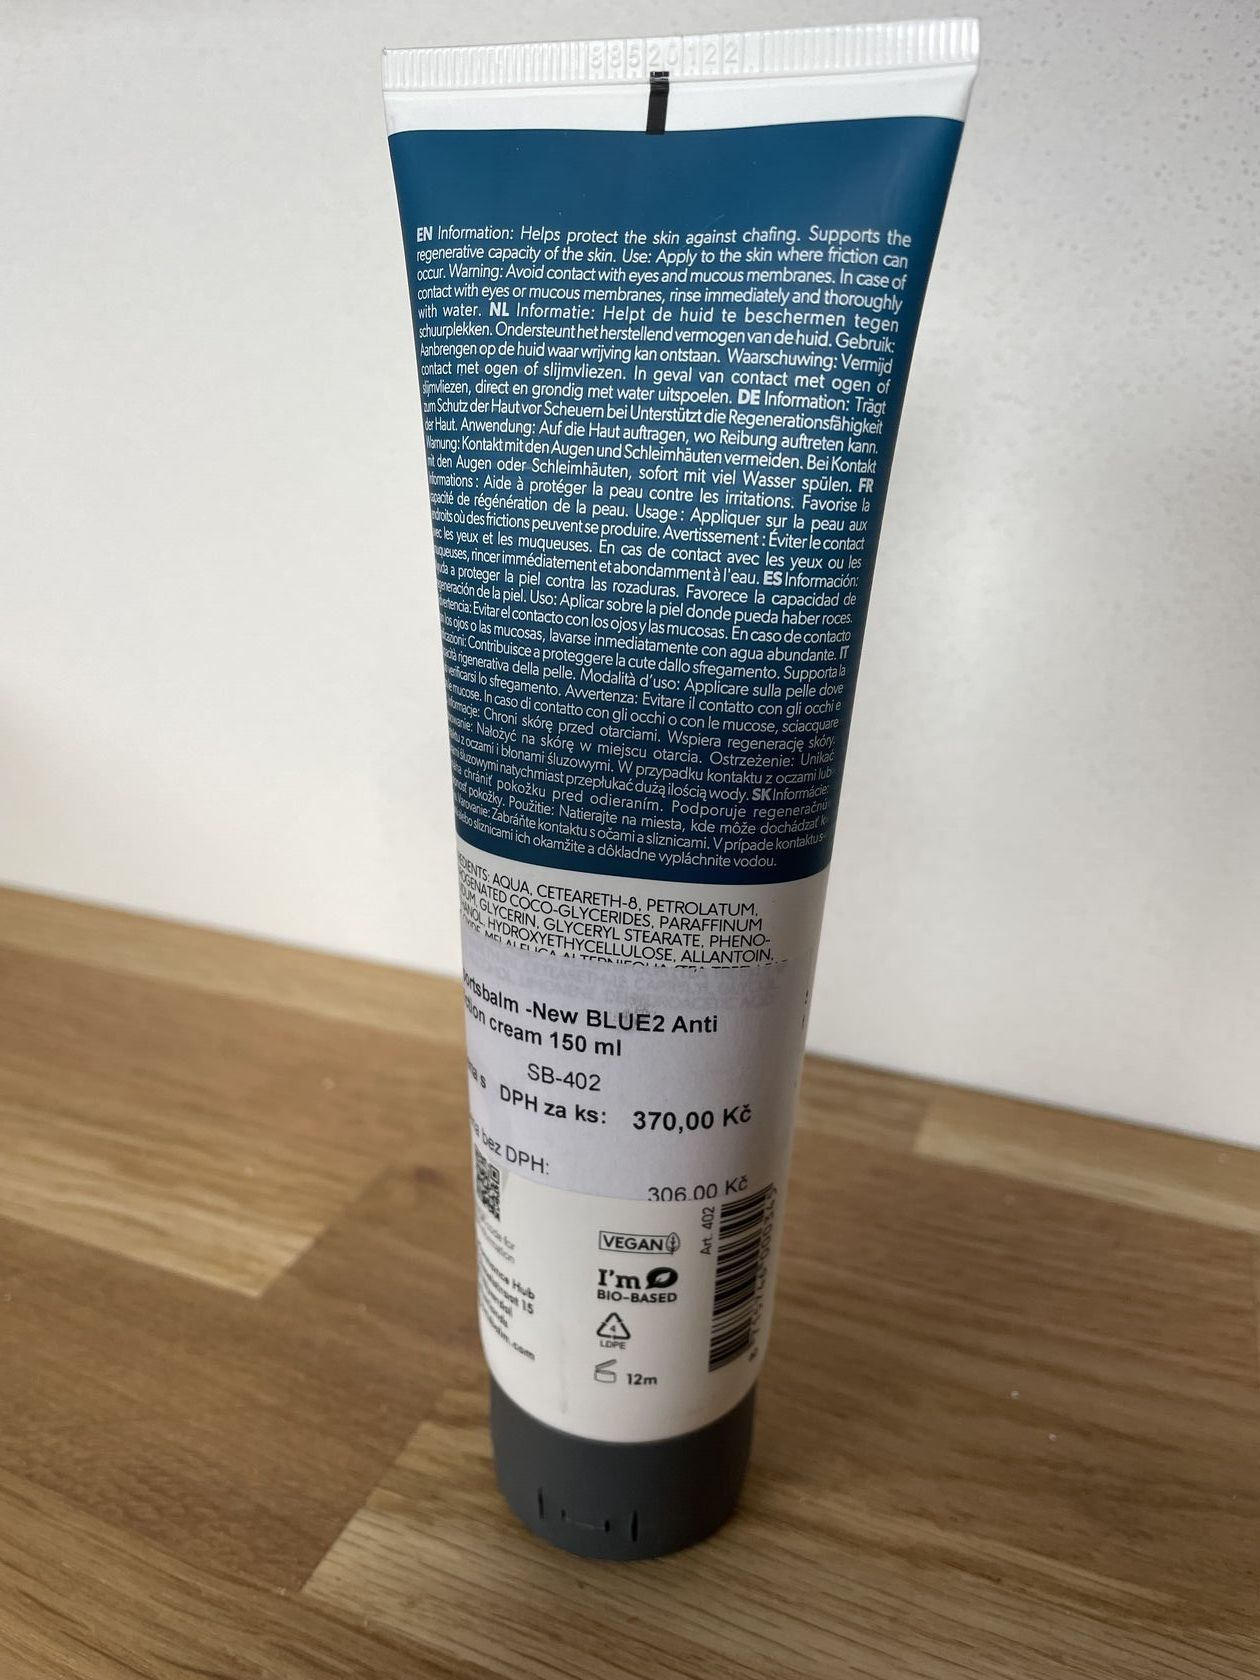 88520122
EN Information: Helps protect the skin against chafing. Supports the
regenerative capacity of the skin. Use: Apply to the skin where friction can
occur. Warning: Avoid contact with eyes and mucous membranes. In case of
contact with eyes or mucous membranes, rinse immediately and thoroughly
with water. NL Informatie: Helpt de huid te beschermen tegen
schuurplekken. Ondersteunt het herstellend vermogen van de huid. Gebruik:
Aanbrengen op de huid waar wrijving kan ontstaan. Waarschuwing: Vermijd
contact met ogen of slijmvliezen. In geval van contact met ogen of
slijmvliezen, direct en grondig met water uitspoelen. DE Information: Trägt
zum Schutz der Haut vor Scheuern bei Unterstützt die Regenerationsfähigkeit
der Haut. Anwendung: Auf die Haut auftragen, wo Reibung auftreten kann.
Warnung: Kontakt mit den Augen und Schleimhäuten vermeiden. Bei Kontakt
mit den Augen oder Schleimhäuten, sofort mit viel Wasser spülen. FR
Informations : Aide à protéger la peau contre les irritations. Favorise la
capacité de régénération de la peau. Usage : Appliquer sur la peau aux
endroits où des frictions peuvent se produire. Avertissement : Éviter le contact
avec les yeux et les muqueuses. En cas de contact avec les yeux ou les
muqueuses, rincer immédiatement et abondamment à l'eau. ES Información:
a proteger la piel contra las rozaduras. Favorece la capacidad de
de la piel. Uso: Aplicar sobre la piel donde pueda haber roces.
Evitar el contacto con los ojos y las mucosas. En caso de contacto
los ojos o las mucosas, lavarse inmediatamente con agua abundante. IT
Contribuisce a proteggere la cute dallo sfregamento. Supporta la
rigenerativa della pelle. Modalità d'uso: Applicare sulla pelle dove
verificarsi lo sfregamento. Avvertenza: Evitare il contatto con gli occhi e
mucose. In caso di contatto con gli occhi o con le mucose, sciacquare
Chroni skórę przed otarciami. Wspiera regenerację skóry.
Nałożyć na skórę w miejscu otarcia. Ostrzeżenie: Unikać
z oczami i błonami śluzowymi. W przypadku kontaktu z oczami lub
śluzowymi natychmiast przepłukać dużą ilością wody. SK Informácie:
chrániť pokožku pred odieraním. Podporuje regeneračnú
pokožky. Použitie: Natierajte na miesta, kde môže dochádzať k
Zabráňte kontaktu s očami a sliznicami. V prípade kontaktu s
alebo sliznicami ich okamžite a dôkladne vypláchnite vodou.
AQUA, CETEARETH-8, PETROLATUM,
COCO-GLYCERIDES, PARAFFINUM
GLYCERIN, GLYCERYL STEARATE, PHENO-
HYDROXYETHYCELLULOSE, ALLANTOIN,
MELALEUCA ALTERNIFOLIA (TEA TREE)
-New BLUE2 Anti
cream 150 ml
SB-402
s DPH za ks: 370,00 Kč
bez DPH:
306,00 Kč
Art. 402
for
VEGAN
Hub
15
I'm
BIO-BASED
.com
4
LDPE
12m